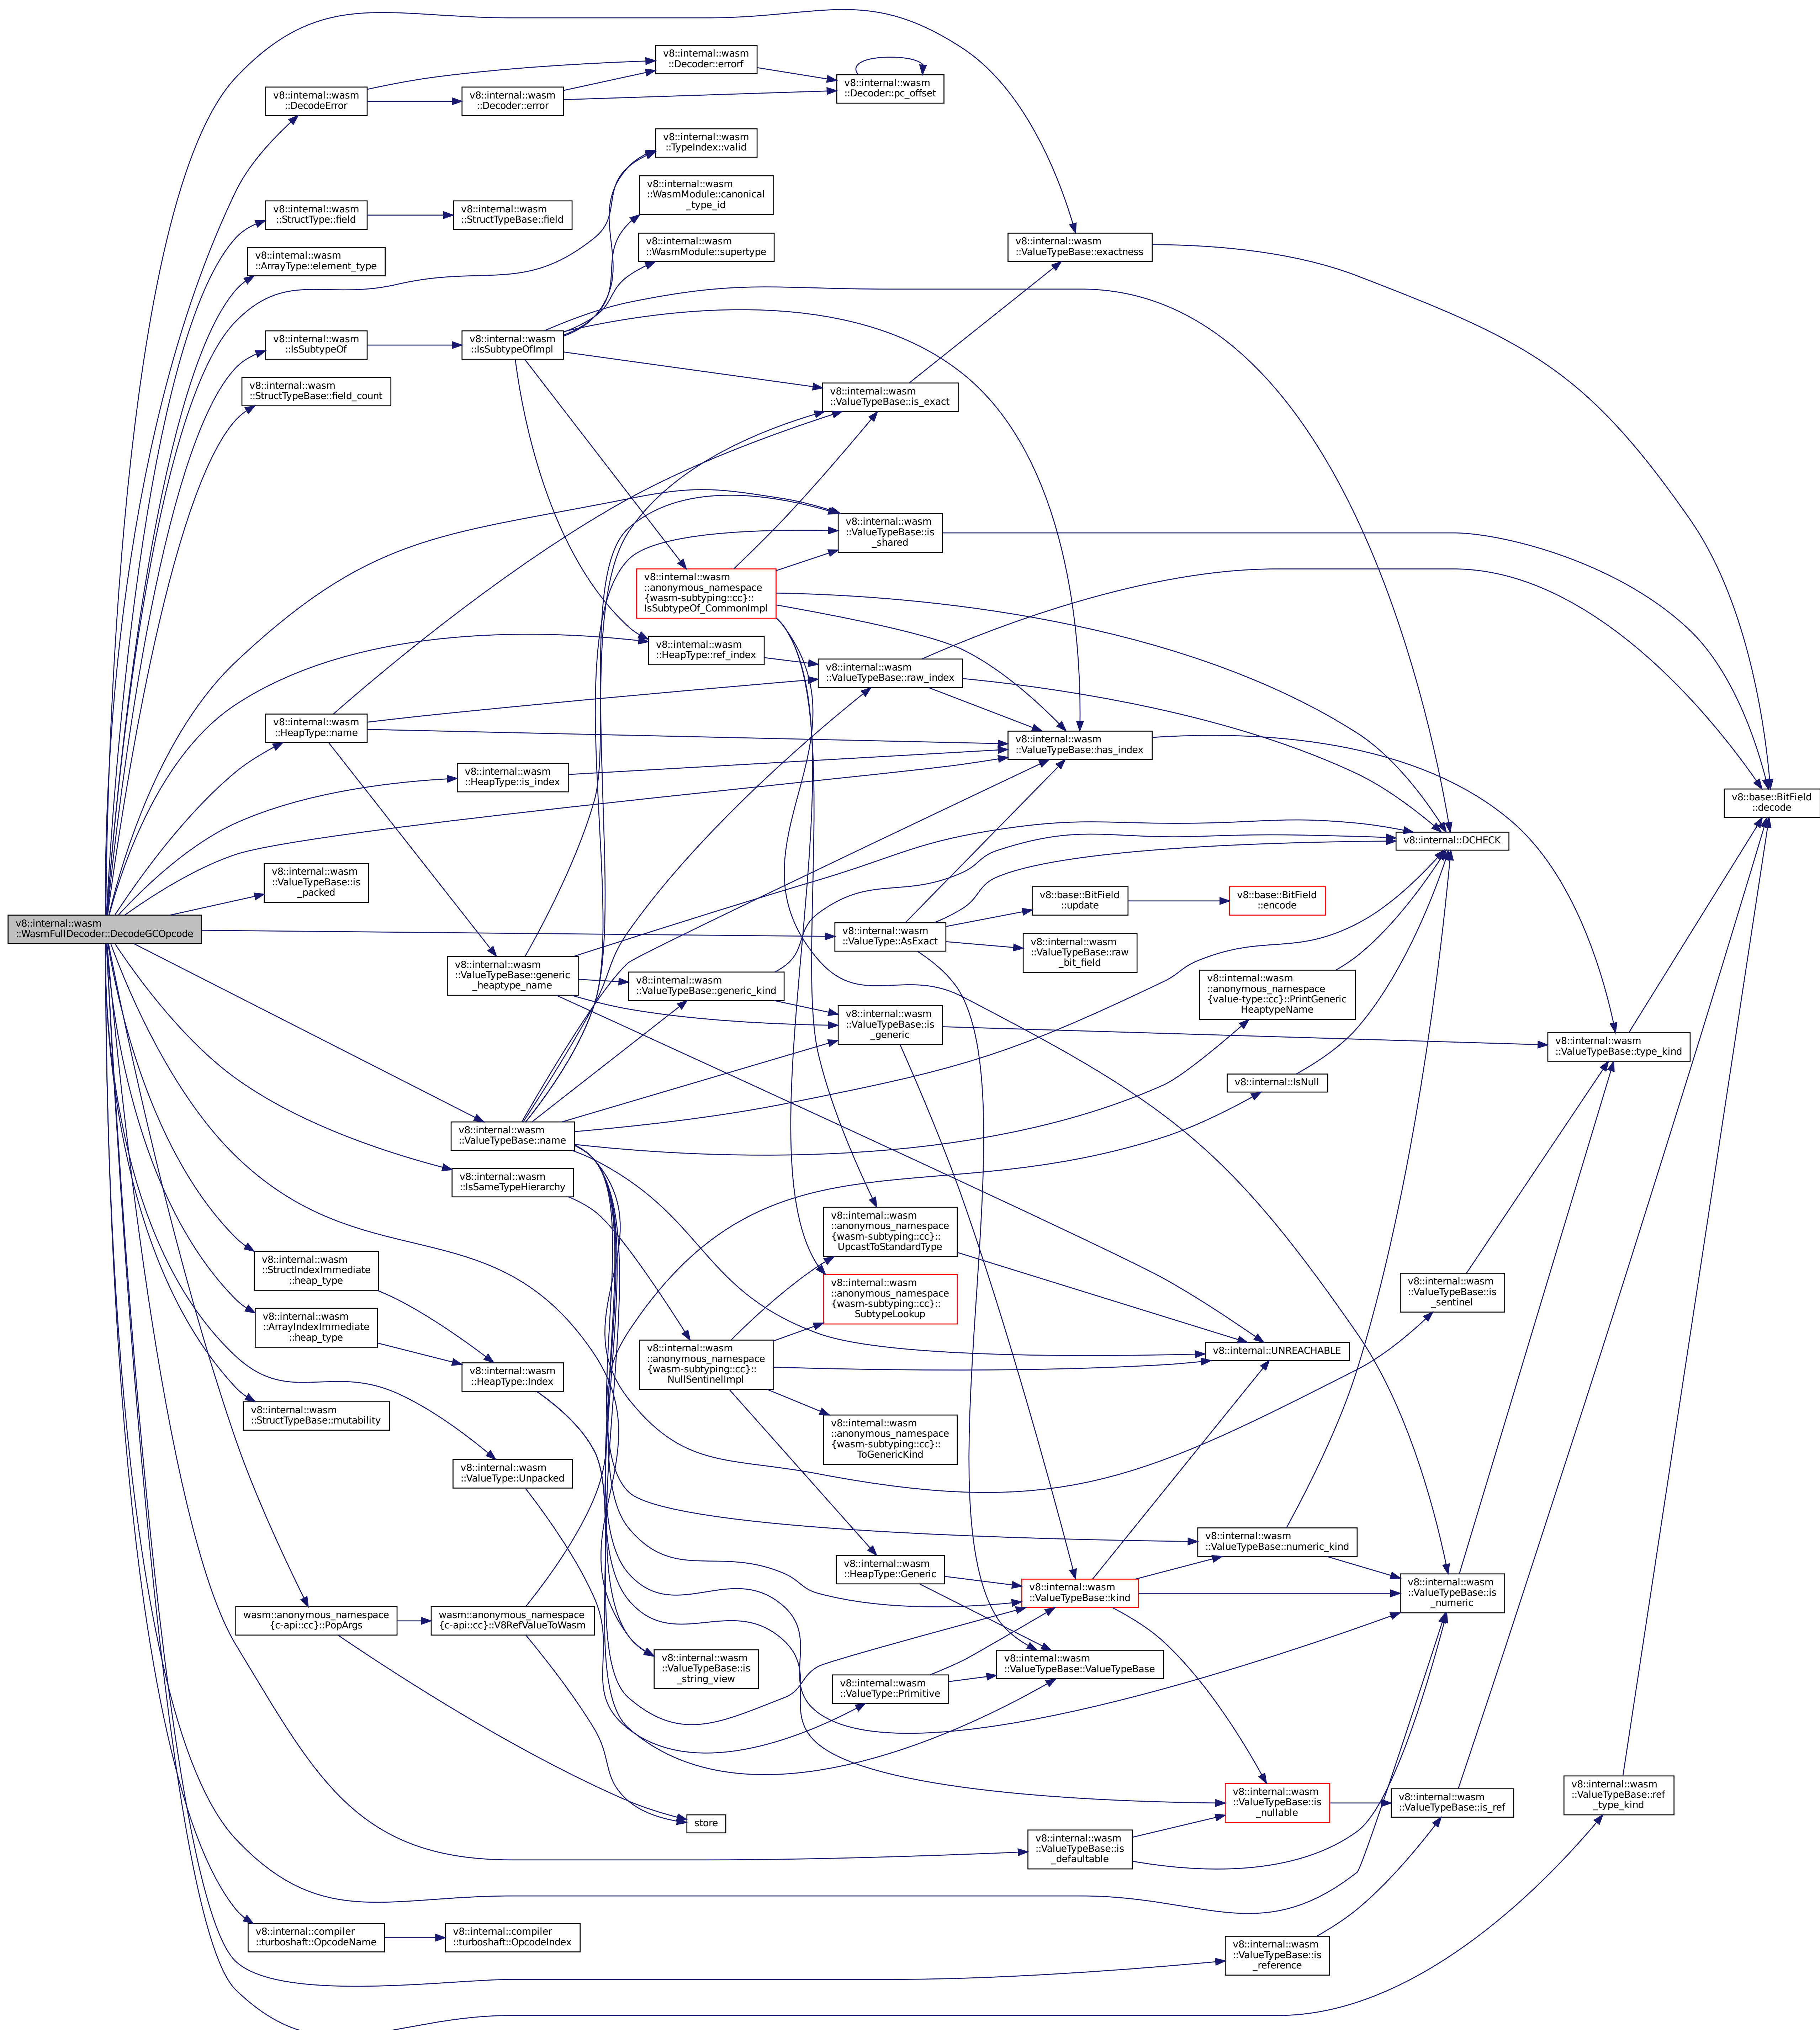 v8::internal::wasm
::WasmFullDecoder::DecodeGCOpcode
v8::internal::wasm
::DecodeError
v8::internal::wasm
::Decoder::error
v8::internal::wasm
::Decoder::errorf
v8::internal::wasm
::Decoder::pc_offset
v8::internal::wasm
::TypeIndex::valid
v8::internal::wasm
::WasmModule::canonical
_type_id
v8::internal::wasm
::StructType::field
v8::internal::wasm
::StructTypeBase::field
v8::internal::wasm
::WasmModule::supertype
v8::internal::wasm
::ValueTypeBase::exactness
v8::internal::wasm
::ArrayType::element_type
v8::internal::wasm
::IsSubtypeOf
v8::internal::wasm
::IsSubtypeOfImpl
v8::internal::wasm
::StructTypeBase::field_count
v8::internal::wasm
::ValueTypeBase::is_exact
v8::internal::wasm
::ValueTypeBase::is
_shared
v8::internal::wasm
::anonymous_namespace
{wasm-subtyping::cc}::
IsSubtypeOf_CommonImpl
v8::internal::wasm
::HeapType::ref_index
v8::internal::wasm
::ValueTypeBase::raw_index
v8::internal::wasm
::HeapType::name
v8::internal::wasm
::ValueTypeBase::has_index
v8::internal::wasm
::HeapType::is_index
v8::base::BitField
::decode
v8::internal::DCHECK
v8::internal::wasm
::ValueTypeBase::is
_packed
v8::base::BitField
::update
v8::base::BitField
::encode
v8::internal::wasm
::ValueType::AsExact
v8::internal::wasm
::ValueTypeBase::raw
_bit_field
v8::internal::wasm
::ValueTypeBase::generic
_heaptype_name
v8::internal::wasm
::ValueTypeBase::generic_kind
v8::internal::wasm
::anonymous_namespace
{value-type::cc}::PrintGeneric
HeaptypeName
v8::internal::wasm
::ValueTypeBase::is
_generic
v8::internal::wasm
::ValueTypeBase::type_kind
v8::internal::IsNull
v8::internal::wasm
::ValueTypeBase::name
v8::internal::wasm
::IsSameTypeHierarchy
v8::internal::wasm
::anonymous_namespace
{wasm-subtyping::cc}::
UpcastToStandardType
v8::internal::wasm
::StructIndexImmediate
::heap_type
v8::internal::wasm
::anonymous_namespace
{wasm-subtyping::cc}::
SubtypeLookup
v8::internal::wasm
::ValueTypeBase::is
_sentinel
v8::internal::wasm
::ArrayIndexImmediate
::heap_type
v8::internal::wasm
::anonymous_namespace
{wasm-subtyping::cc}::
NullSentinelImpl
v8::internal::UNREACHABLE
v8::internal::wasm
::HeapType::Index
v8::internal::wasm
::StructTypeBase::mutability
v8::internal::wasm
::anonymous_namespace
{wasm-subtyping::cc}::
ToGenericKind
v8::internal::wasm
::ValueType::Unpacked
v8::internal::wasm
::ValueTypeBase::numeric_kind
v8::internal::wasm
::HeapType::Generic
v8::internal::wasm
::ValueTypeBase::kind
v8::internal::wasm
::ValueTypeBase::is
_numeric
wasm::anonymous_namespace
{c-api::cc}::PopArgs
wasm::anonymous_namespace
{c-api::cc}::V8RefValueToWasm
v8::internal::wasm
::ValueTypeBase::is
_string_view
v8::internal::wasm
::ValueTypeBase::ValueTypeBase
v8::internal::wasm
::ValueType::Primitive
v8::internal::wasm
::ValueTypeBase::is
_nullable
v8::internal::wasm
::ValueTypeBase::is_ref
v8::internal::wasm
::ValueTypeBase::ref
_type_kind
store
v8::internal::wasm
::ValueTypeBase::is
_defaultable
v8::internal::compiler
::turboshaft::OpcodeName
v8::internal::compiler
::turboshaft::OpcodeIndex
v8::internal::wasm
::ValueTypeBase::is
_reference